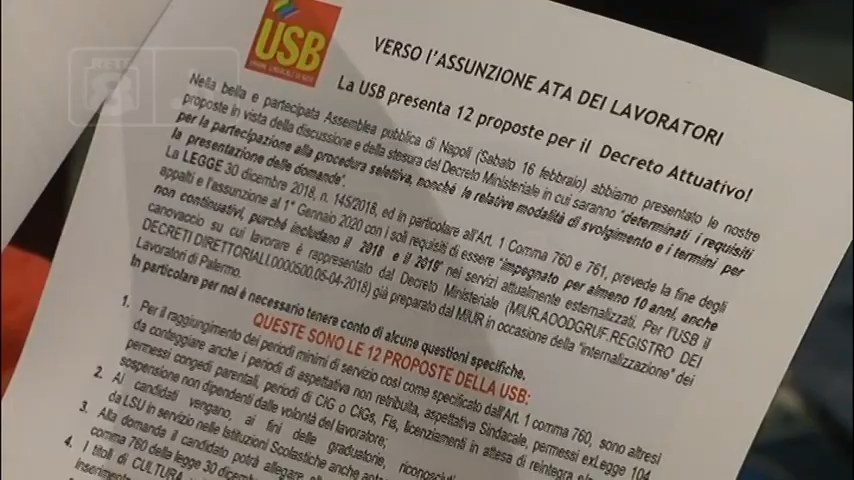 RETE
8
USB
UNIONE SINDACALE DI BASE
VERSO l'ASSUNZIONE ATA DEI LAVORATORI
La USB presenta 12 proposte per il Decreto Attuativo!
Nella bella e partecipata Assemblea pubblica di Napoli (Sabato 16 febbraio) abbiamo presentato le nostre
proposte in vista della discussione e della stesura del Decreto Ministeriale in cui saranno "determinati i requisiti
per la partecipazione alla procedura selettiva, nonché le relative modalità di svolgimento e i termini per
la presentazione delle domande".
La LEGGE 30 dicembre 2018, n. 145/2018, ed in particolare all'Art. 1 Comma 760 e 761, prevede la fine degli
appalti e l'assunzione al 1° Gennaio 2020 con i soli requisiti di essere "impegnato per almeno 10 anni, anche
non continuativi, purché includano il 2018 e il 2019" nei servizi attualmente esternalizzati. Per l'USB il
canovaccio su cui lavorare è rappresentato dal Decreto Ministeriale (MIUR.AOODGRUF.REGISTRO DEI
DECRETI DIRETTORIALI.0000500.05-04-2018) già preparato dal MIUR in occasione della "internalizzazione" dei
Lavoratori di Palermo.
In particolare per noi è necessario tenere conto di alcune questioni specifiche.
QUESTE SONO LE 12 PROPOSTE DELLA USB:
1. Per il raggiungimento dei periodi minimi di servizio così come specificato dall'Art. 1 comma 760, sono altresì
da conteggiare anche i periodi di aspettativa non retribuita, aspettativa Sindacale, permessi exLegge 104
permessi congedi parentali, periodi di CIG o CIGs, Fis, licenziamenti in attesa di reintegra
sospensione non dipendenti dalle volontà del lavoratore;
2. Ai candidati vengano, ai fini delle graduatorie, riconosciuti
da LSU in servizio nelle Istituzioni Scolastiche anche
3. Alla domanda il candidato potrà allegare
comma 760 della legge 30 dicembre
4. I titoli di CULTURA
inserimento